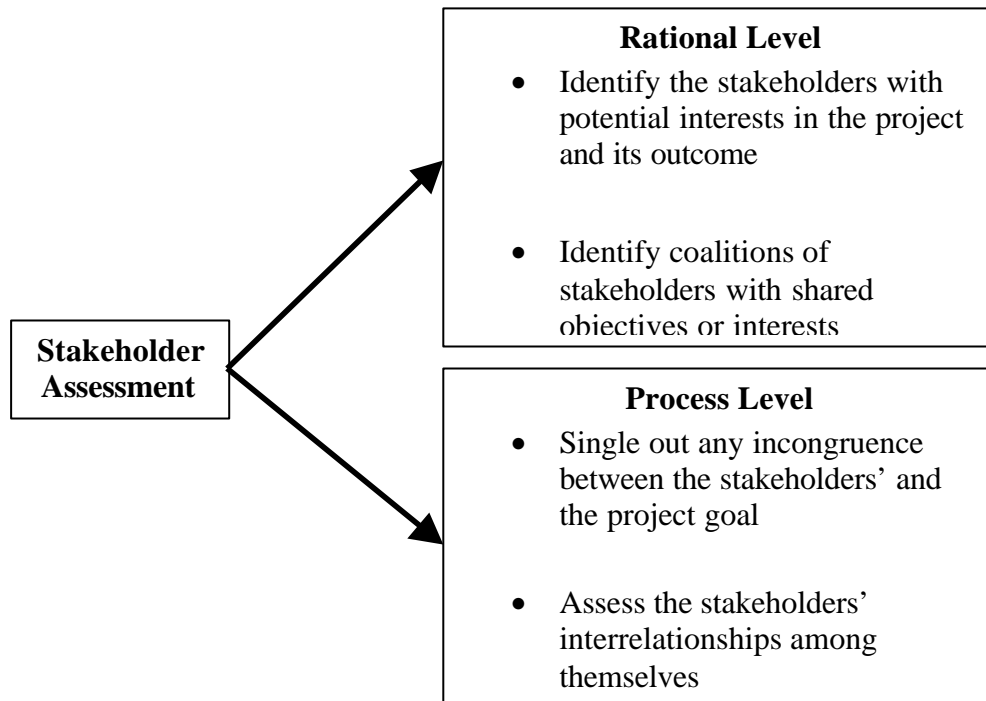 Stakeholder
Assessment
Rational Level
• Identify the stakeholders with
potential interests in the project
and its outcome
• Identify coalitions of
stakeholders with shared
objectives or interests
Process Level
• Single out any incongruence
between the stakeholders’ and
the project goal
• Assess the stakeholders’
interrelationships among
themselves